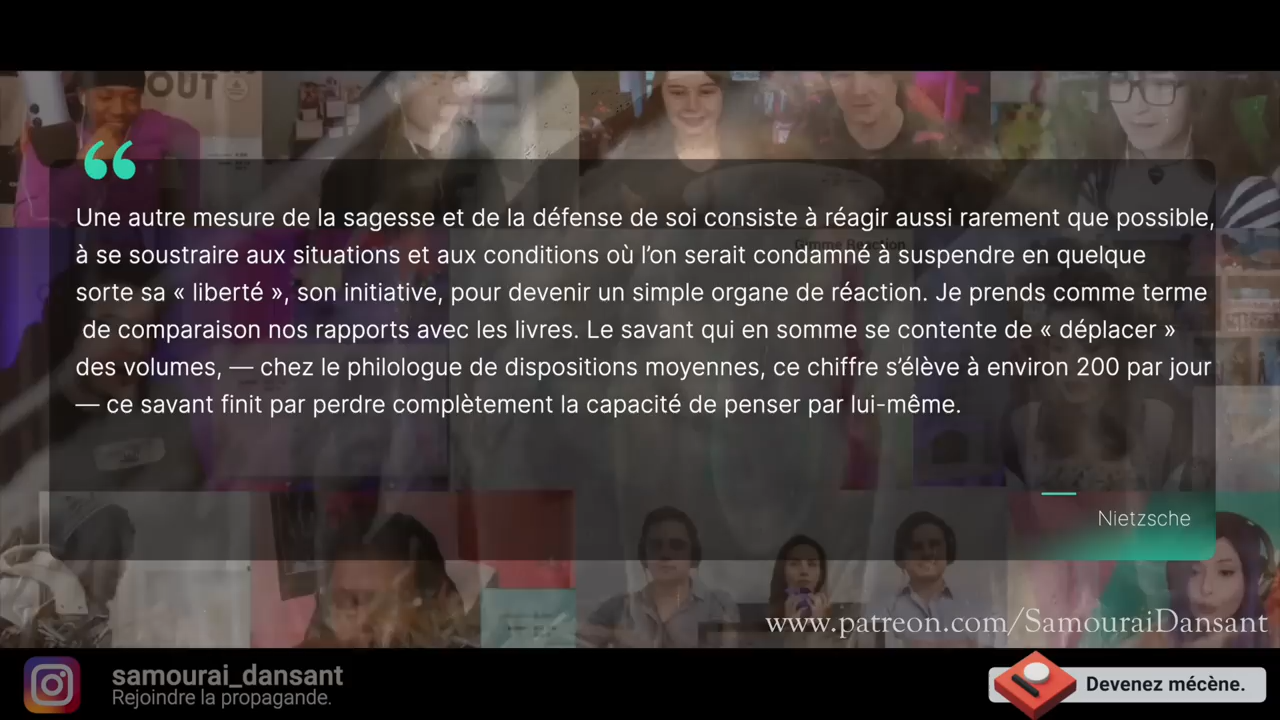 OUT
Gimme Reaction
“
Une autre mesure de la sagesse et de la défense de soi consiste à réagir aussi rarement que possible,
à se soustraire aux situations et aux conditions où l’on serait condamné à suspendre en quelque
sorte sa « liberté », son initiative, pour devenir un simple organe de réaction. Je prends comme terme
de comparaison nos rapports avec les livres. Le savant qui en somme se contente de « déplacer »
des volumes, — chez le philologue de dispositions moyennes, ce chiffre s’élève à environ 200 par jour
— ce savant finit par perdre complètement la capacité de penser par lui-même.
Nietzsche
www.patreon.com/SamouraiDansant
samourai_dansant
Rejoindre la propagande.
Devenez mécène.